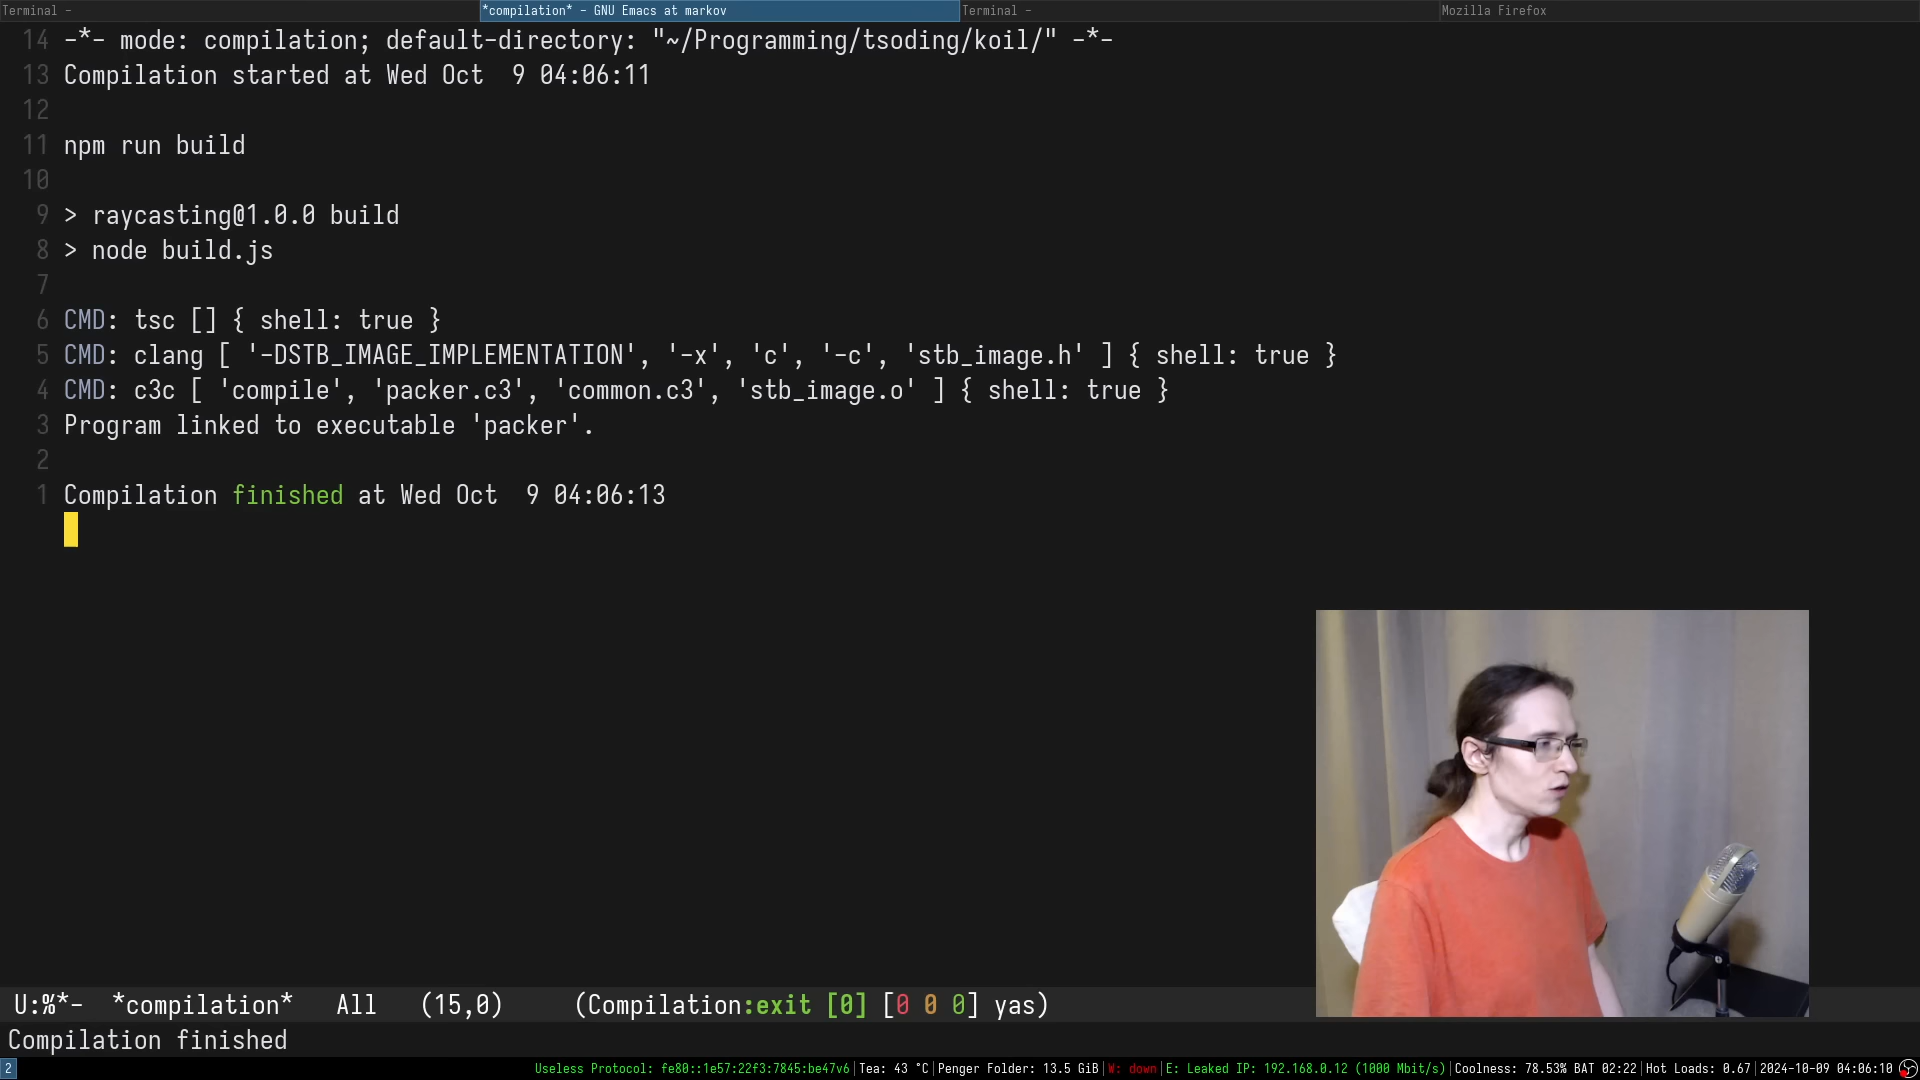 Terminal -
*compilation* - GNU Emacs at markov
Terminal -
Mozilla Firefox
14 -*- mode: compilation; default-directory: "~/Programming/tsoding/koil/" -*-
13 Compilation started at Wed Oct  9 04:06:11
12
11 npm run build
10
9 > raycasting@1.0.0 build
8 > node build.js
7
6 CMD: tsc [] { shell: true }
5 CMD: clang [ '-DSTB_IMAGE_IMPLEMENTATION', '-x', 'c', '-c', 'stb_image.h' ] { shell: true }
4 CMD: c3c [ 'compile', 'packer.c3', 'common.c3', 'stb_image.o' ] { shell: true }
3 Program linked to executable 'packer'.
2
1 Compilation finished at Wed Oct  9 04:06:13
U:%*-  *compilation*   All   (15,0)     (Compilation:exit [0] [0 0 0] yas)
Compilation finished
2
Useless Protocol: fe80::1e57:22f3:7845:be47v6|Tea: 43 °C|Penger Folder: 13.5 GiB|W: down|E: Leaked IP: 192.168.0.12 (1000 Mbit/s)|Coolness: 78.53% BAT 02:22|Hot Loads: 0.67|2024-10-09 04:06:10